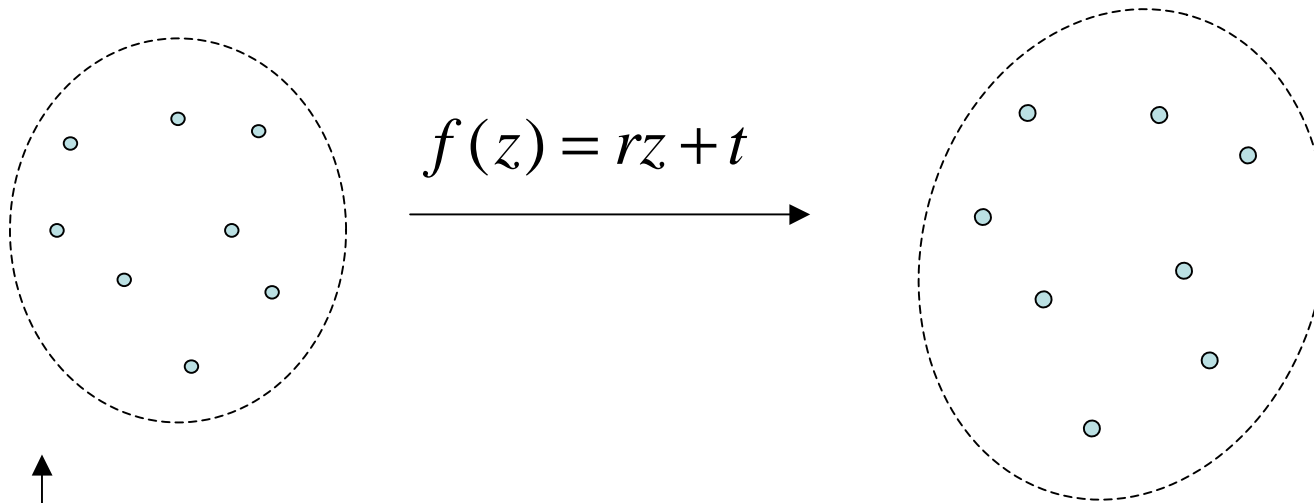 f(z) = rz + t